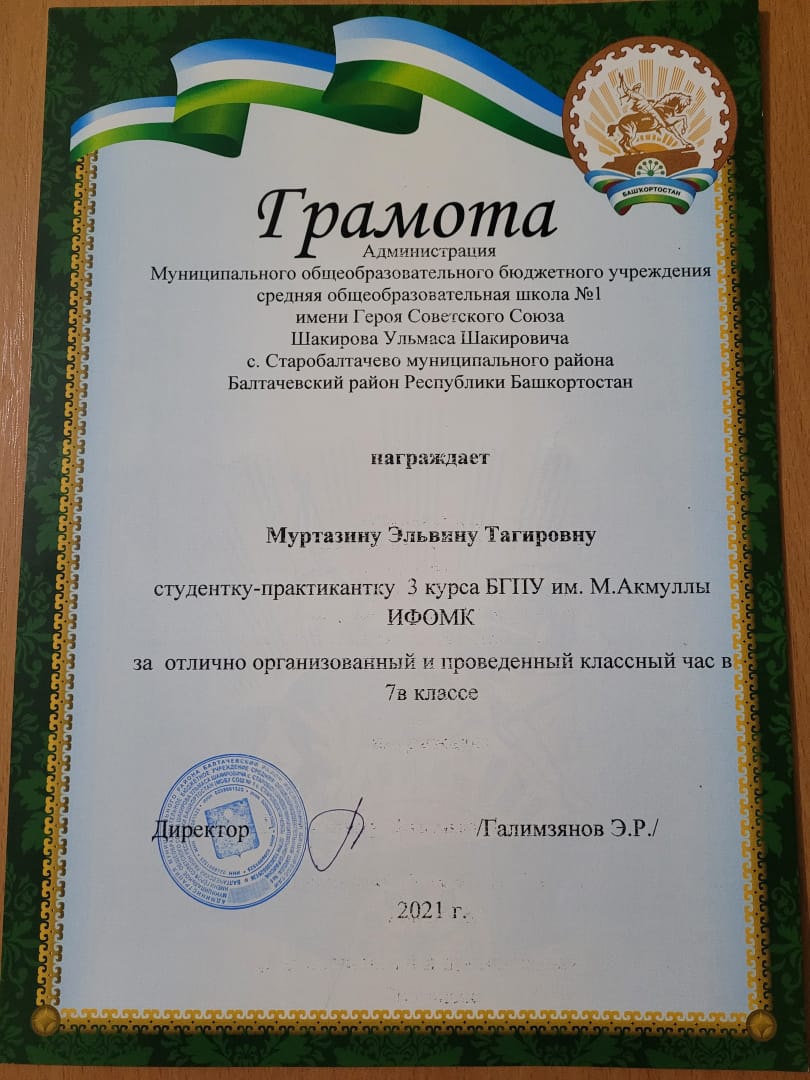 БАШҠОРТОСТАН
Грамота
Администрация
Муниципального общеобразовательного бюджетного учреждения
средняя общеобразовательная школа №1
имени Героя Советского Союза
Шакирова Ульмаса Шакировича
с. Старобалтачево муниципального района
Балтачевский район Республики Башкортостан
награждает
Муртазину Эльвину Тагировну
студентку-практикантку 3 курса БГПУ им. М.Акмуллы
ИФОМК
за отлично организованный и проведенный классный час в
7в классе
Директор /Галимзянов Э.Р./
2021 г.